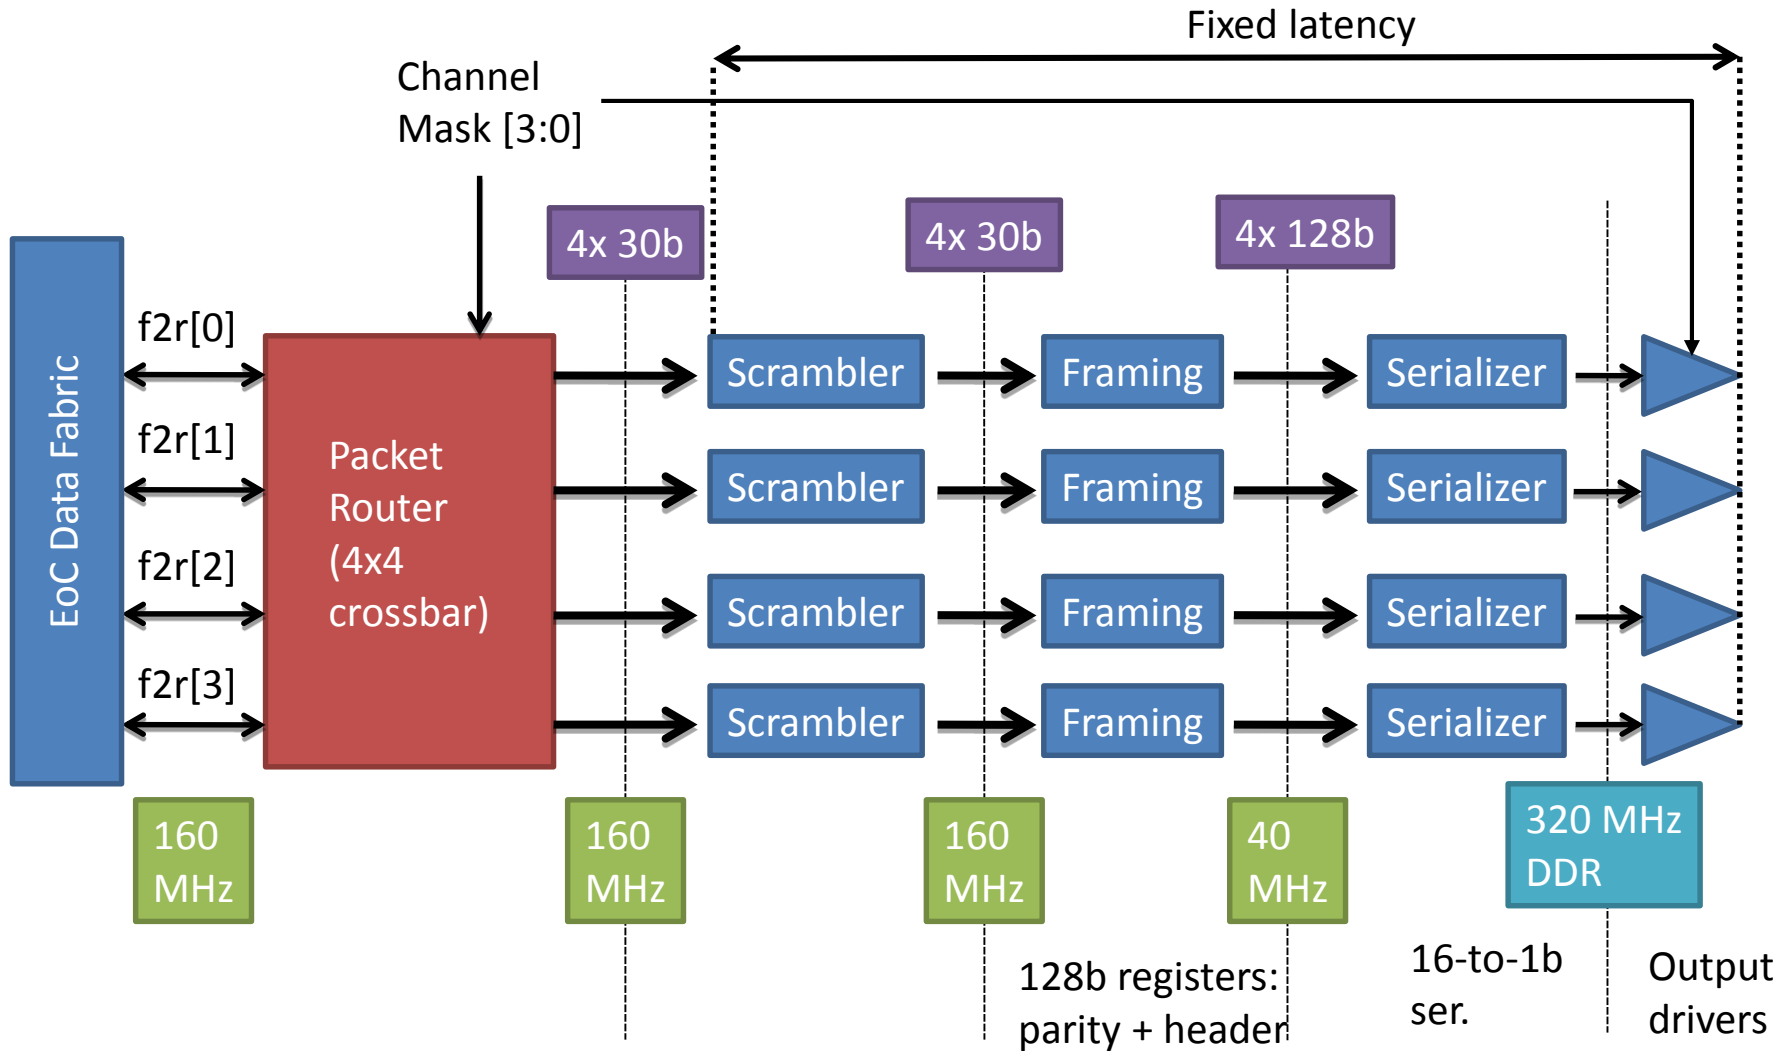 Fixed latency
Channel
Mask [3:0]
4x 30b
4x 30b
4x 128b
EoC Data Fabric
f2r[0]
f2r[1]
f2r[2]
f2r[3]
Packet
Router
(4x4
crossbar)
Scrambler
Framing
Serializer
Scrambler
Framing
Serializer
Scrambler
Framing
Serializer
Scrambler
Framing
Serializer
160
MHz
160
MHz
160
MHz
40
MHz
320 MHz
DDR
128b registers:
parity + header
16-to-1b
ser.
Output
drivers